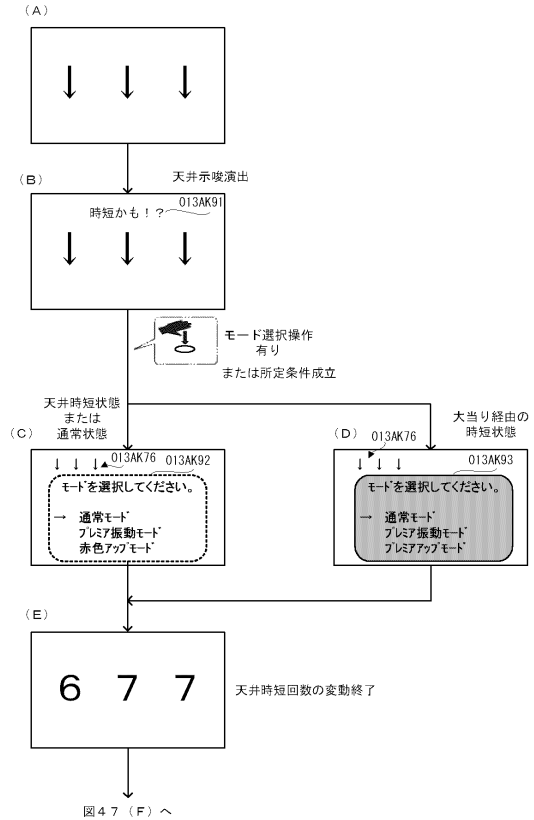 （Ａ）
天井示唆演出
（Ｂ）
013AK91
時短かも！？
モード選択操作
有り
または所定条件成立
天井時短状態
または
通常状態
大当り経由の
時短状態
（Ｃ）
013AK76
013AK92
モードを選択してください。
→ 通常モード
プレミア振動モード
赤色アップモード
（Ｄ）
013AK76
013AK93
モードを選択してください。
→ 通常モード
プレミア振動モード
プレミアアップモード
（Ｅ）
６ ７ ７
天井時短回数の変動終了
図４７（Ｆ）へ